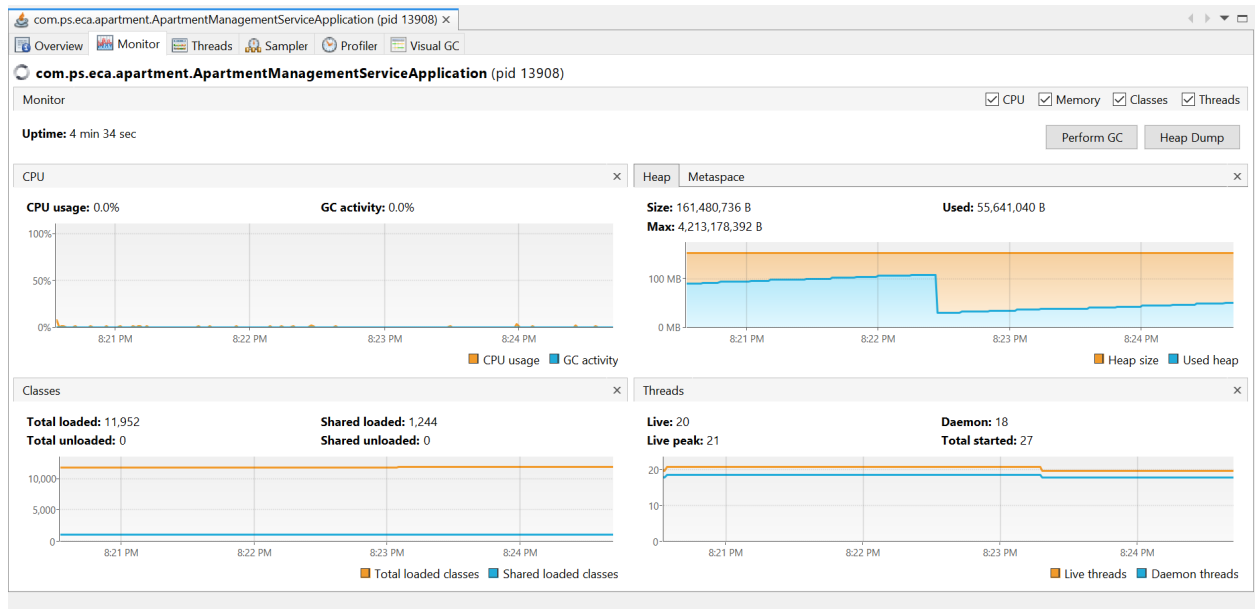 com.ps.eca.apartment.ApartmentManagementServiceApplication (pid 13908) ×
Overview Monitor Threads Sampler Profiler Visual GC
com.ps.eca.apartment.ApartmentManagementServiceApplication (pid 13908)
Monitor CPU Memory Classes Threads
Uptime: 4 min 34 sec
Perform GC Heap Dump
CPU ×
CPU usage: 0.0% GC activity: 0.0%
100%
50%
0%
8:21 PM 8:22 PM 8:23 PM 8:24 PM
CPU usage GC activity
Heap Metaspace ×
Size: 161,480,736 B Used: 55,641,040 B
Max: 4,213,178,392 B
100 MB
0 MB
8:21 PM 8:22 PM 8:23 PM 8:24 PM
Heap size Used heap
Classes ×
Total loaded: 11,952 Shared loaded: 1,244
Total unloaded: 0 Shared unloaded: 0
10,000
5,000
0
8:21 PM 8:22 PM 8:23 PM 8:24 PM
Total loaded classes Shared loaded classes
Threads ×
Live: 20 Daemon: 18
Live peak: 21 Total started: 27
20
10
0
8:21 PM 8:22 PM 8:23 PM 8:24 PM
Live threads Daemon threads